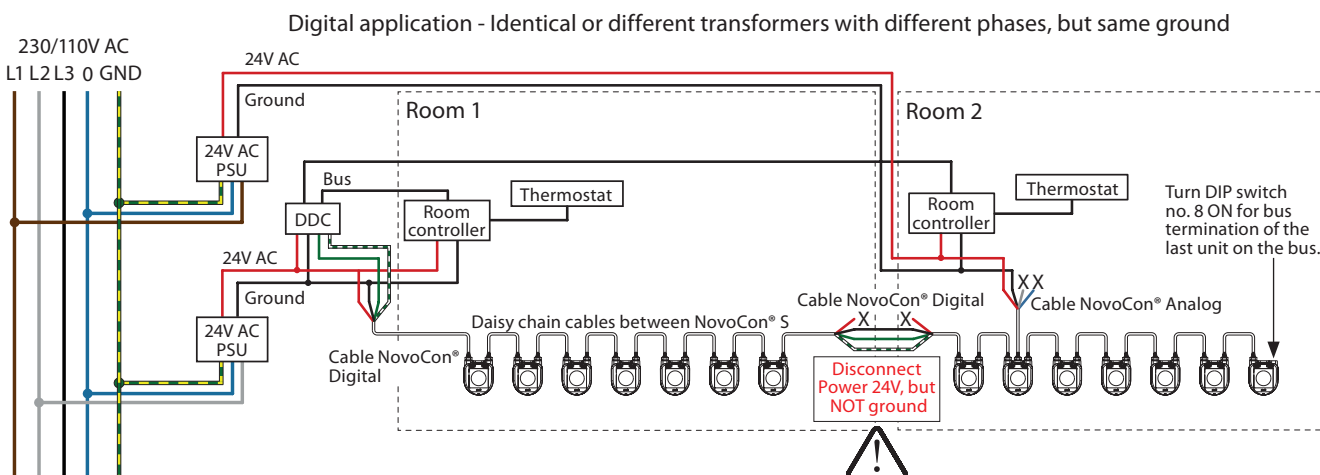 Digital application - Identical or different transformers with different phases, but same ground
230/110V AC
L1 L2 L3 0 GND
24V AC
Ground
Room 1
Room 2
24V AC
PSU
Bus
Thermostat
Thermostat
DDC
Room
controller
Room
controller
Turn DIP switch
no. 8 ON for bus
termination of the
last unit on the bus.
24V AC
Ground
X X
Cable NovoCon® Digital
Cable NovoCon® Analog
24V AC
PSU
Daisy chain cables between NovoCon® S
X X
Cable NovoCon®
Digital
Disconnect
Power 24V, but
NOT ground
!